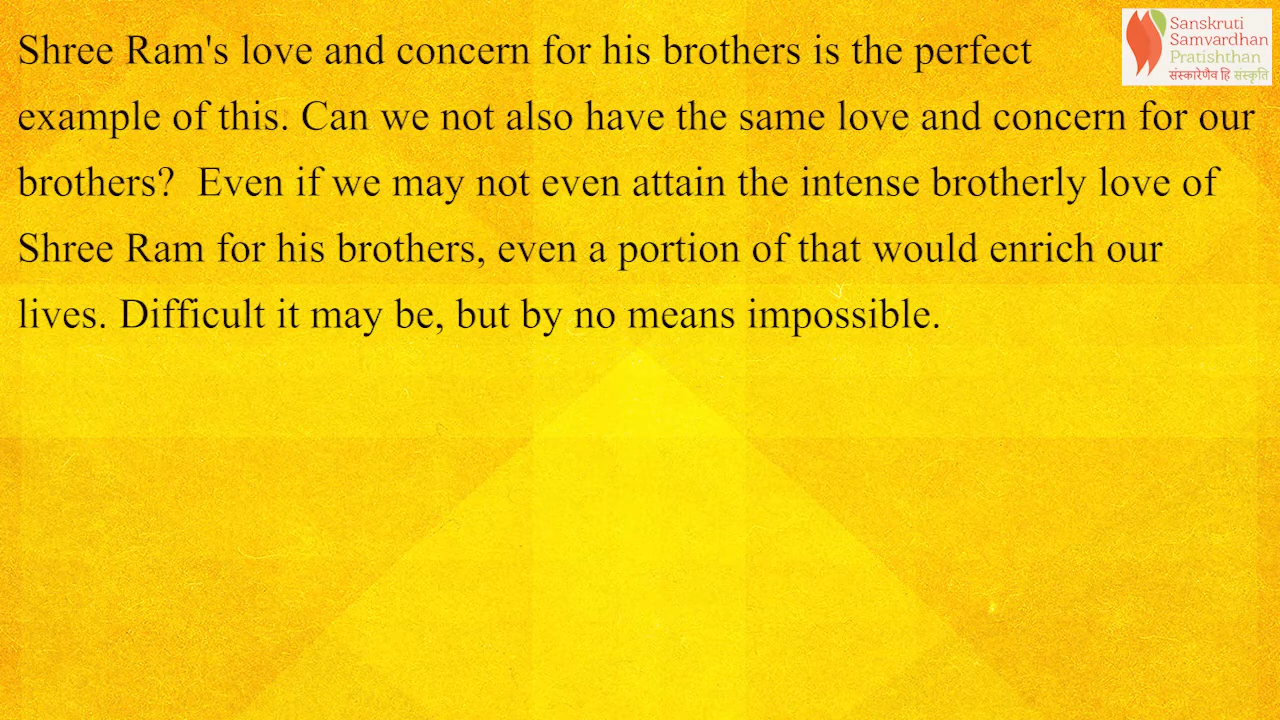 Shree Ram's love and concern for his brothers is the perfect
example of this. Can we not also have the same love and concern for our
brothers?  Even if we may not even attain the intense brotherly love of
Shree Ram for his brothers, even a portion of that would enrich our
lives. Difficult it may be, but by no means impossible.
Sanskruti
Samvardhan
Pratishthan
संस्कारेणैव हि संस्कृति